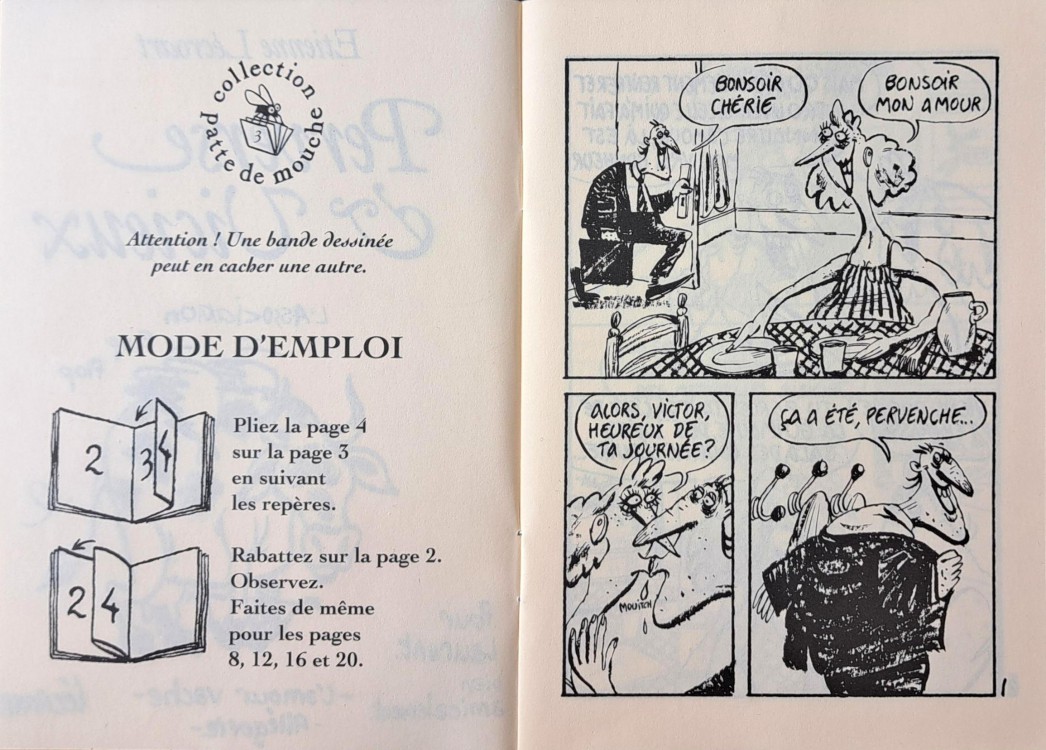 collection
patte de mouche
3
Attention ! Une bande dessinée
peut en cacher une autre.
MODE D'EMPLOI
2 3 4
Pliez la page 4
sur la page 3
en suivant
les repères.
2 4
Rabattez sur la page 2.
Observez.
Faites de même
pour les pages
8, 12, 16 et 20.
BONSOIR
CHÉRIE
BONSOIR
MON AMOUR
ALORS, VICTOR,
HEUREUX DE
TA JOURNÉE?
MOUITCH
ÇA A ÉTÉ, PERVENCHE...
1